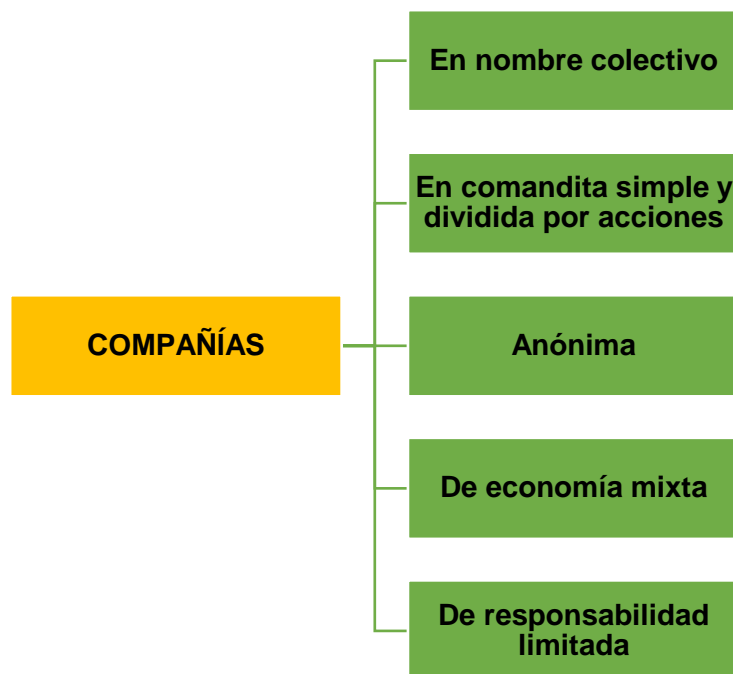 En nombre colectivo
En comandita simple y
dividida por acciones
COMPAÑÍAS
Anónima
De economía mixta
De responsabilidad
limitada